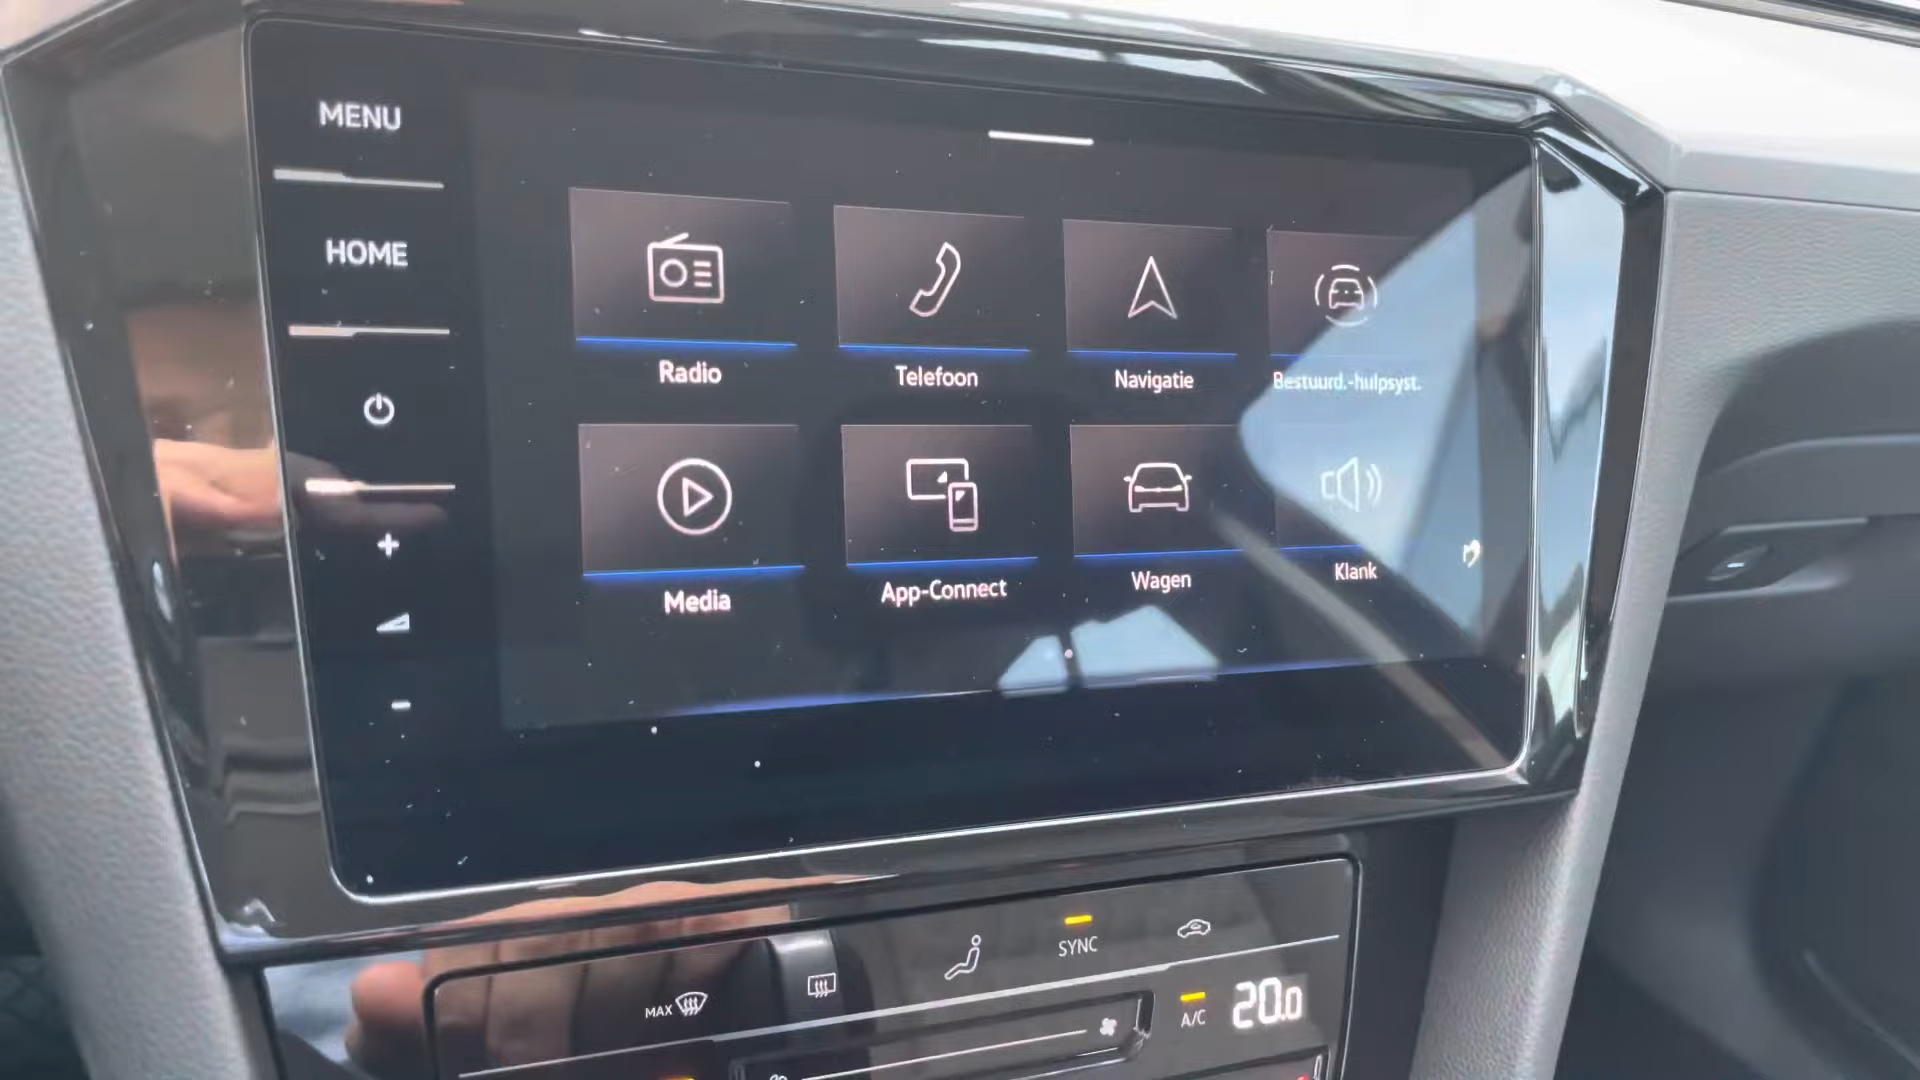 MENU
HOME
Radio
Telefoon
Navigatie
Bestuurd.-hulpsyst.
Media
App-Connect
Wagen
Klank
SYNC
MAX
A/C
20.0